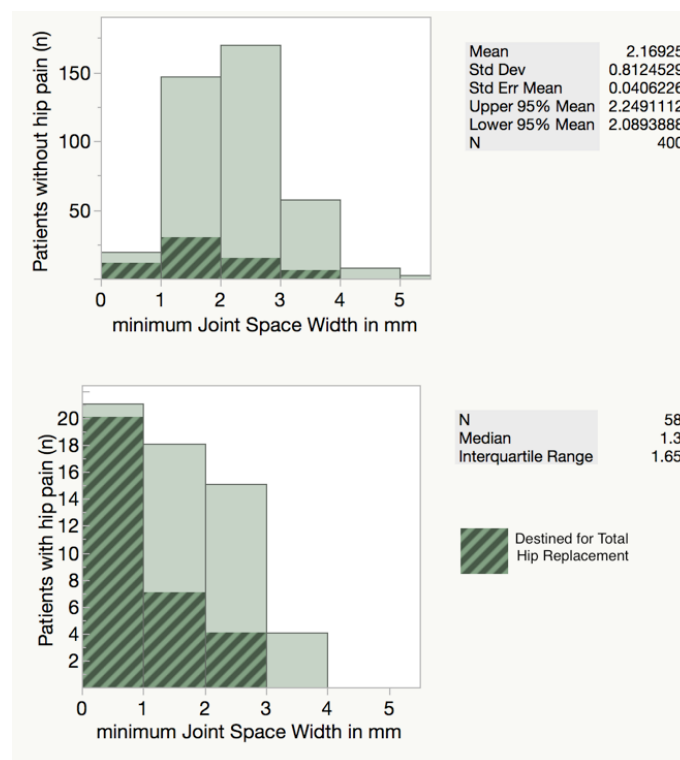 Patients without hip pain (n)
150
100
50
0 1 2 3 4 5
minimum Joint Space Width in mm
Mean 2.16925
Std Dev 0.8124529
Std Err Mean 0.0406226
Upper 95% Mean 2.2491112
Lower 95% Mean 2.0893888
N 400
Patients with hip pain (n)
20
18
16
14
12
10
8
6
4
2
0 1 2 3 4 5
minimum Joint Space Width in mm
N 58
Median 1.3
Interquartile Range 1.65
Destined for Total
Hip Replacement